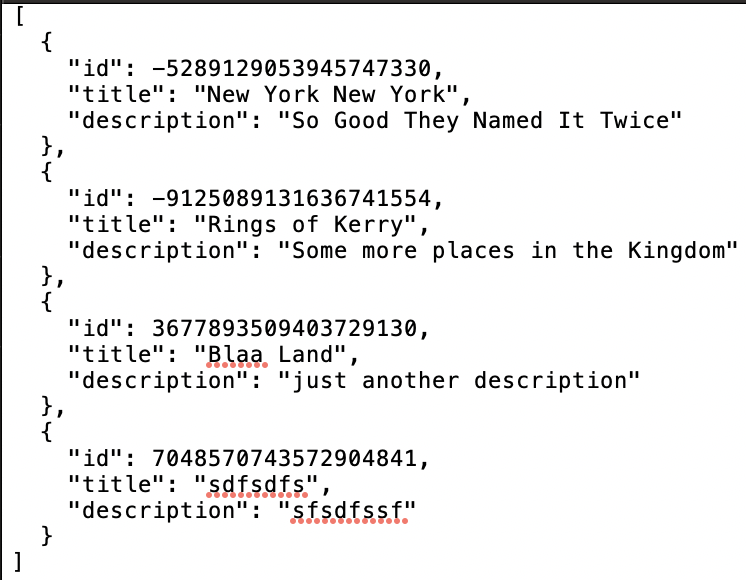 [
  {
    "id": -5289129053945747330,
    "title": "New York New York",
    "description": "So Good They Named It Twice"
  },
  {
    "id": -9125089131636741554,
    "title": "Rings of Kerry",
    "description": "Some more places in the Kingdom"
  },
  {
    "id": 3677893509403729130,
    "title": "Blaa Land",
    "description": "just another description"
  },
  {
    "id": 7048570743572904841,
    "title": "sdfsdfs",
    "description": "sfsdfssf"
  }
]